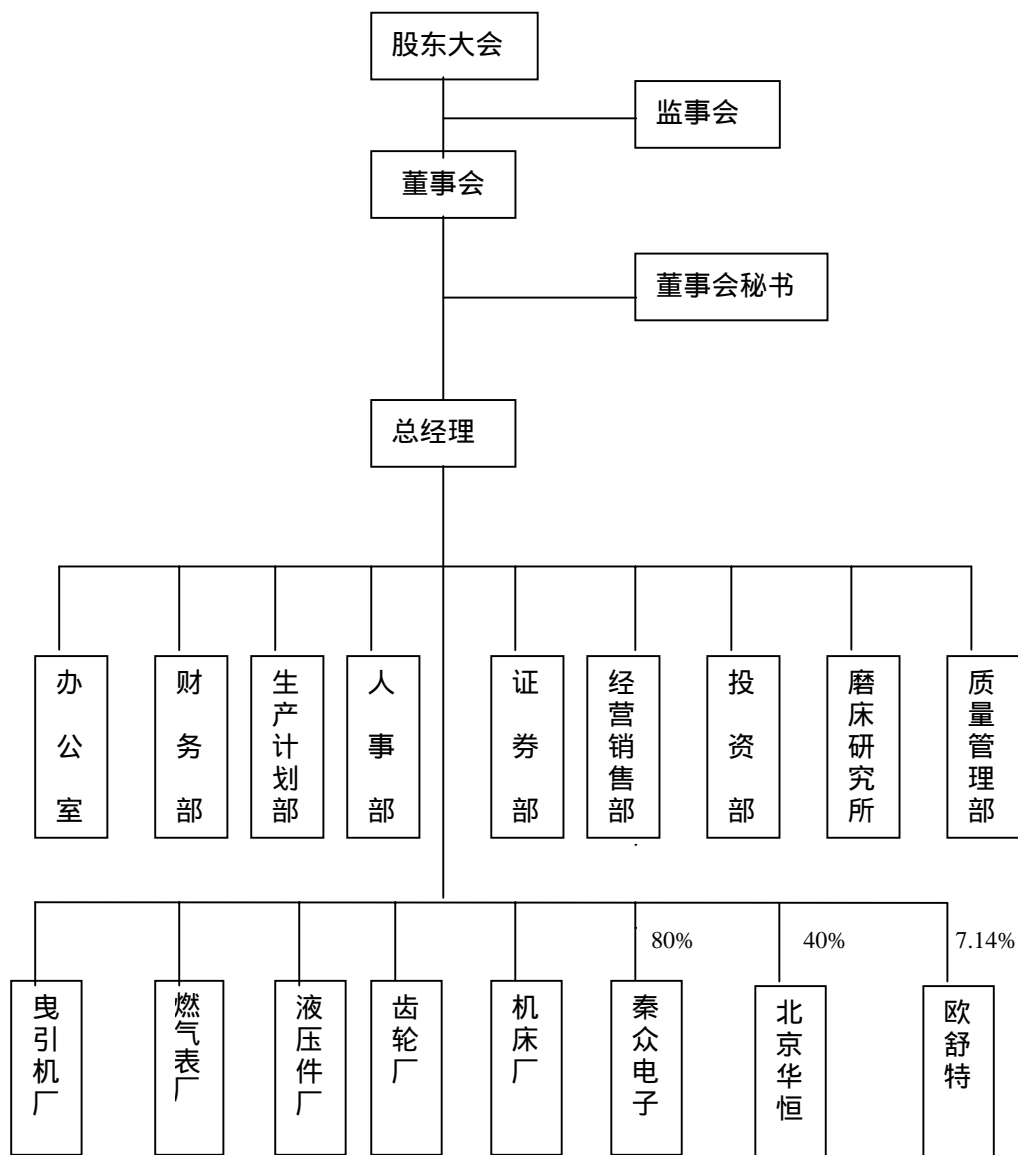 股东大会
监事会
董事会
董事会秘书
总经理
办公室
财务部
生产计划部
人事部
证券部
经营销售部
投资部
磨床研究所
质量管理部
80%
40%
7.14%
曳引机厂
燃气表厂
液压件厂
齿轮厂
机床厂
秦众电子
北京华恒
欧舒特